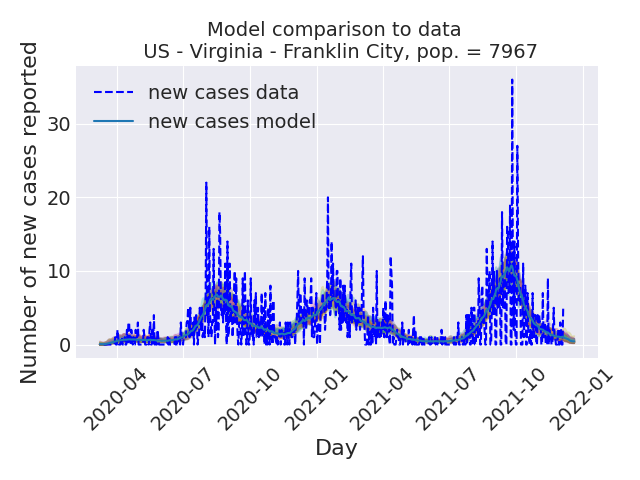 Model comparison to data
US - Virginia - Franklin City, pop. = 7967
new cases data
new cases model
Number of new cases reported
30
20
10
0
2020-04
2020-07
2020-10
2021-01
2021-04
2021-07
2021-10
2022-01
Day